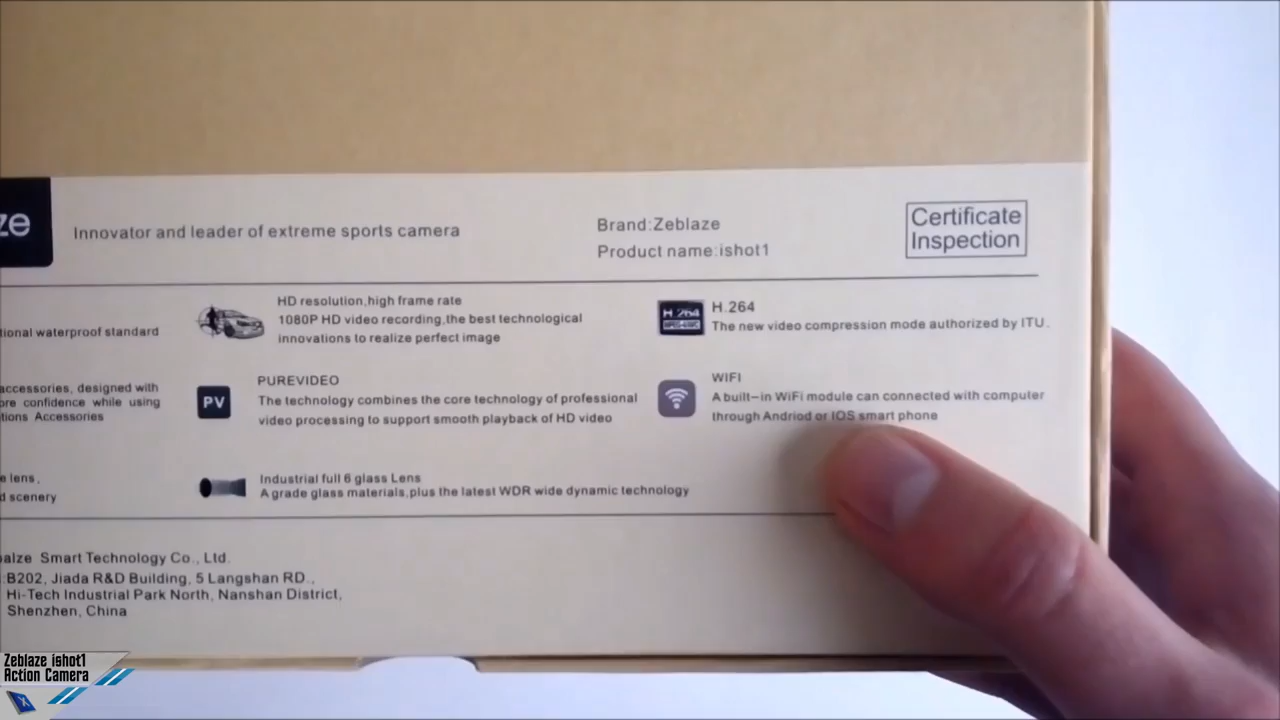 ze
Innovator and leader of extreme sports camera
Brand:Zeblaze
Product name:ishot1
Certificate
Inspection
tional waterproof standard
HD resolution,high frame rate
1080P HD video recording,the best technological
innovations to realize perfect image
H.264
H.264
The new video compression mode authorized by ITU.
accessories, designed with
ore confidence while using
tions Accessories
PV
PUREVIDEO
The technology combines the core technology of professional
video processing to support smooth playback of HD video
WIFI
A built-in WiFi module can connected with computer
through Andriod or IOS smart phone
e lens,
d scenery
Industrial full 6 glass Lens
A grade glass materials,plus the latest WDR wide dynamic technology
balze Smart Technology Co., Ltd.
:B202, Jiada R&D Building, 5 Langshan RD.,
Hi-Tech Industrial Park North, Nanshan District,
Shenzhen, China
Zeblaze ishot1
Action Camera